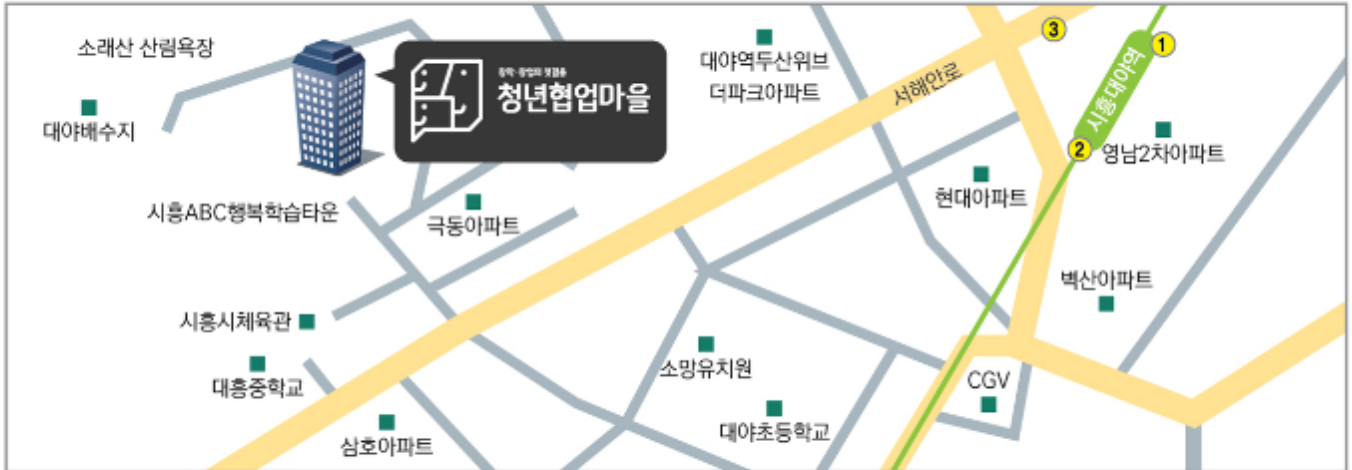 소래산 산림욕장
대야배수지
청년협업마을
대야역두산위브
더파크아파트
서해안로
3
1
시흥대야역
2
영남2차아파트
현대아파트
시흥ABC행복학습타운
극동아파트
벽산아파트
시흥시체육관
대흥중학교
소망유치원
CGV
삼호아파트
대야초등학교